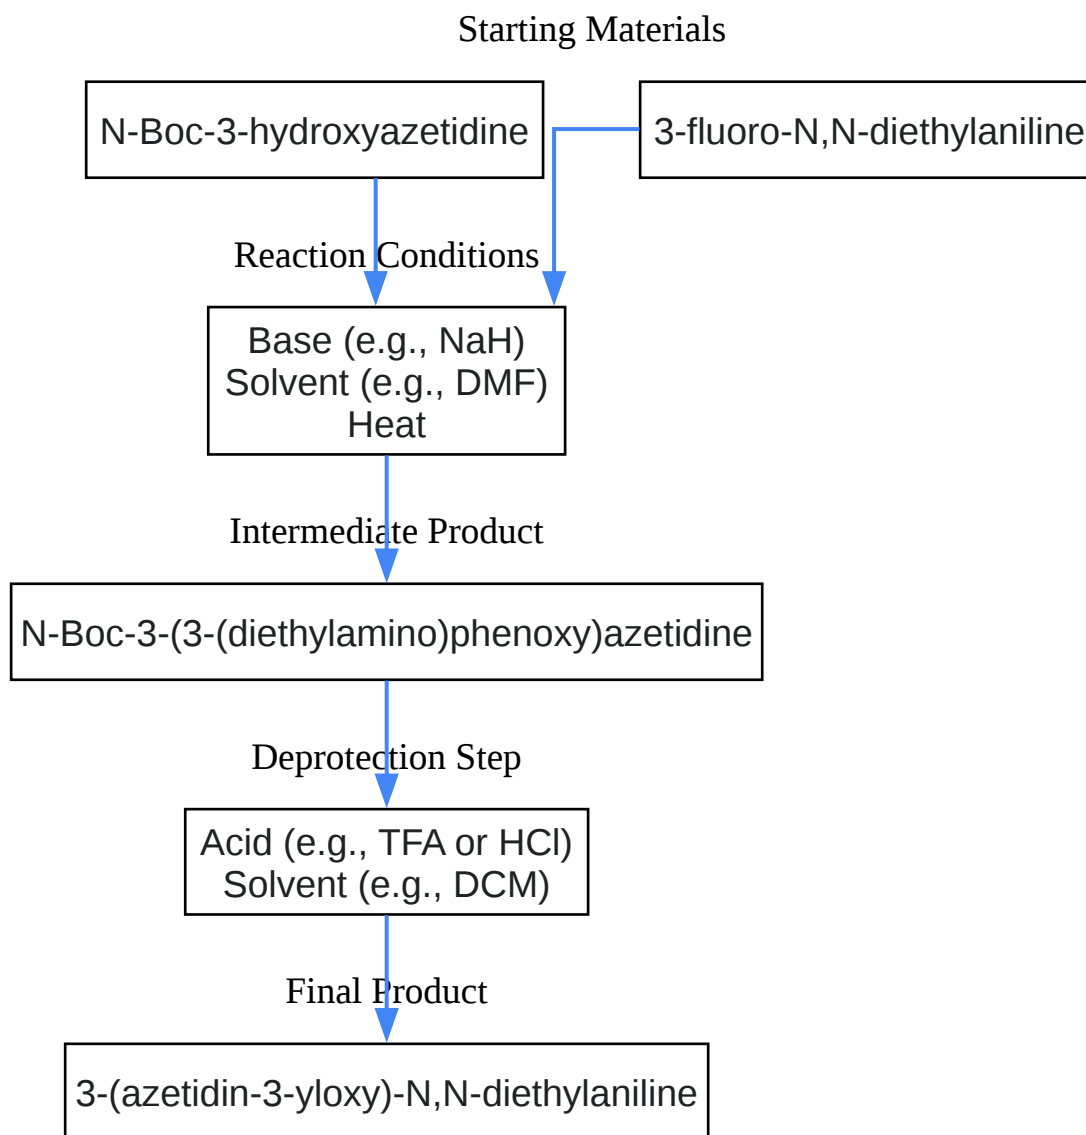 Starting Materials
N-Boc-3-hydroxyazetidine
3-fluoro-N,N-diethylaniline
Reaction Conditions
Base (e.g., NaH)
Solvent (e.g., DMF)
Heat
Intermediate Product
N-Boc-3-(3-(diethylamino)phenoxy)azetidine
Deprotection Step
Acid (e.g., TFA or HCl)
Solvent (e.g., DCM)
Final Product
3-(azetidin-3-yloxy)-N,N-diethylaniline